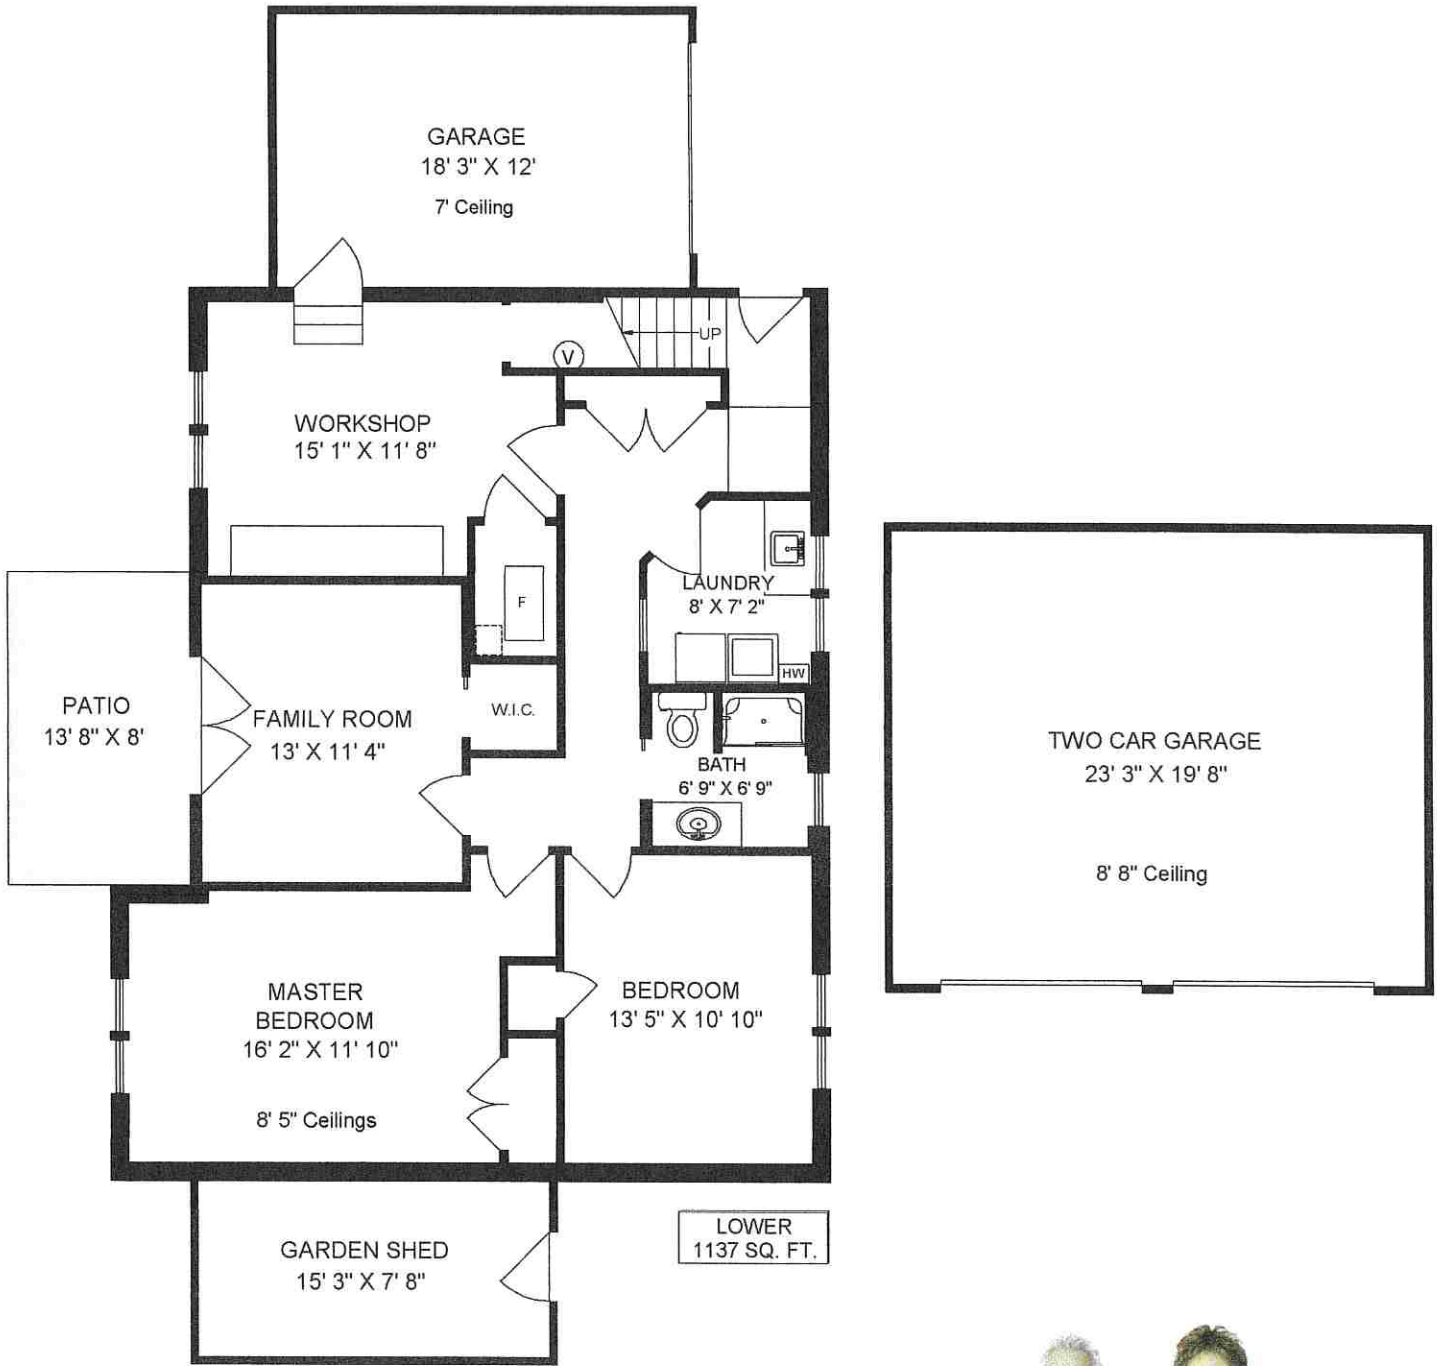 GARAGE
18' 3" X 12'
7' Ceiling
UP
V
WORKSHOP
15' 1" X 11' 8"
LAUNDRY
8' X 7' 2"
F
HW
PATIO
13' 8" X 8'
FAMILY ROOM
13' X 11' 4"
W.I.C.
BATH
6' 9" X 6' 9"
TWO CAR GARAGE
23' 3" X 19' 8"
8' 8" Ceiling
MASTER
BEDROOM
16' 2" X 11' 10"
8' 5" Ceilings
BEDROOM
13' 5" X 10' 10"
LOWER
1137 SQ. FT.
GARDEN SHED
15' 3" X 7' 8"